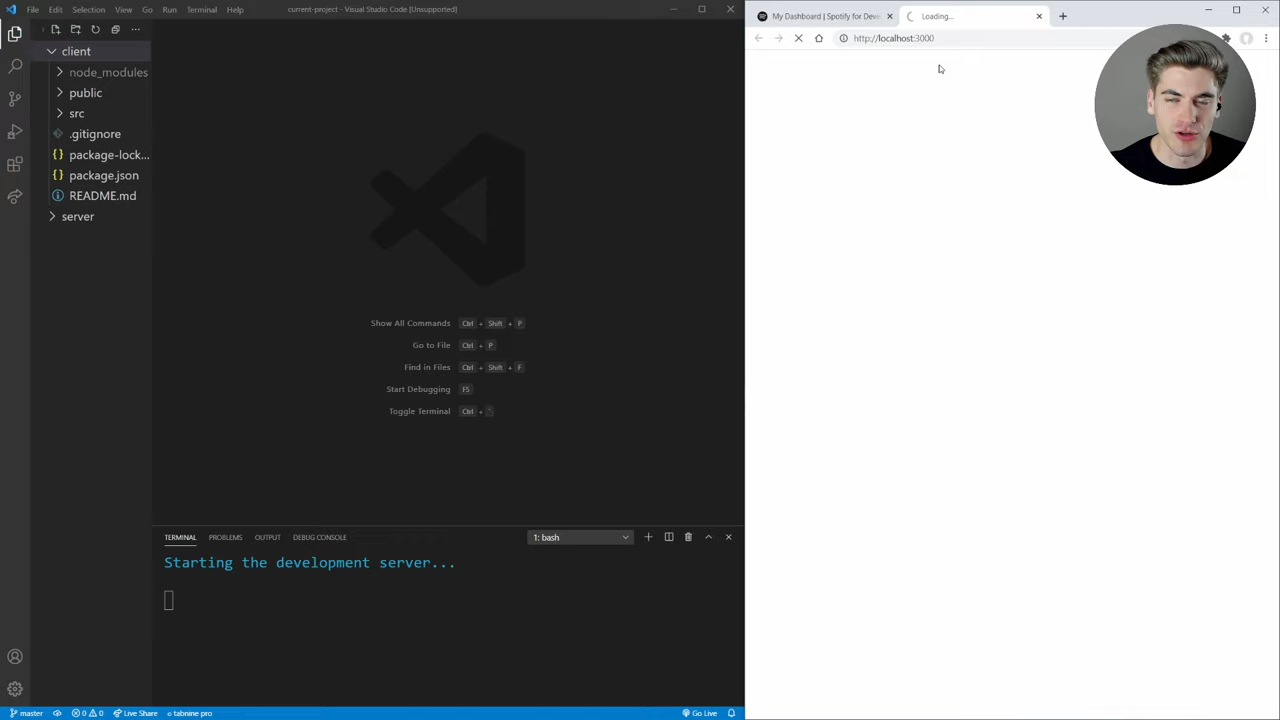 File Edit Selection View Go Run Terminal Help
current-project - Visual Studio Code [Unsupported]
client
node_modules
public
src
.gitignore
package-lock...
package.json
README.md
server
Show All Commands Ctrl + Shift + P
Go to File Ctrl + P
Find in Files Ctrl + Shift + F
Start Debugging F5
Toggle Terminal Ctrl + `
TERMINAL PROBLEMS OUTPUT DEBUG CONSOLE
1: bash
Starting the development server...
master 0 0 Live Share tabnine pro
Go Live
My Dashboard | Spotify for Deve
Loading...
http://localhost:3000